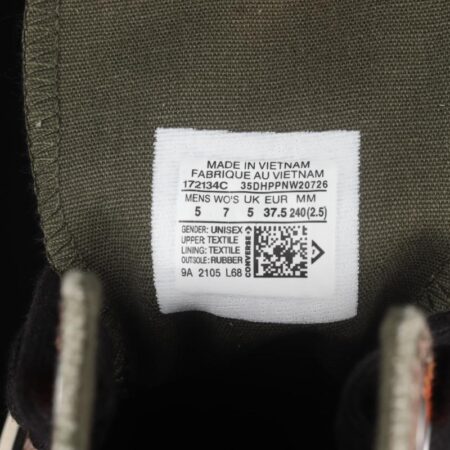 MADE IN VIETNAM
FABRIQUE AU VIETNAM
172134C 35DHPPNW20726
MENS WO'S UK EUR MM
5 7 5 37.5 240(2.5)
GENDER: UNISEX
UPPER: TEXTILE
LINING: TEXTILE
OUTSOLE: RUBBER
9A 2105 L68
CONVERSE